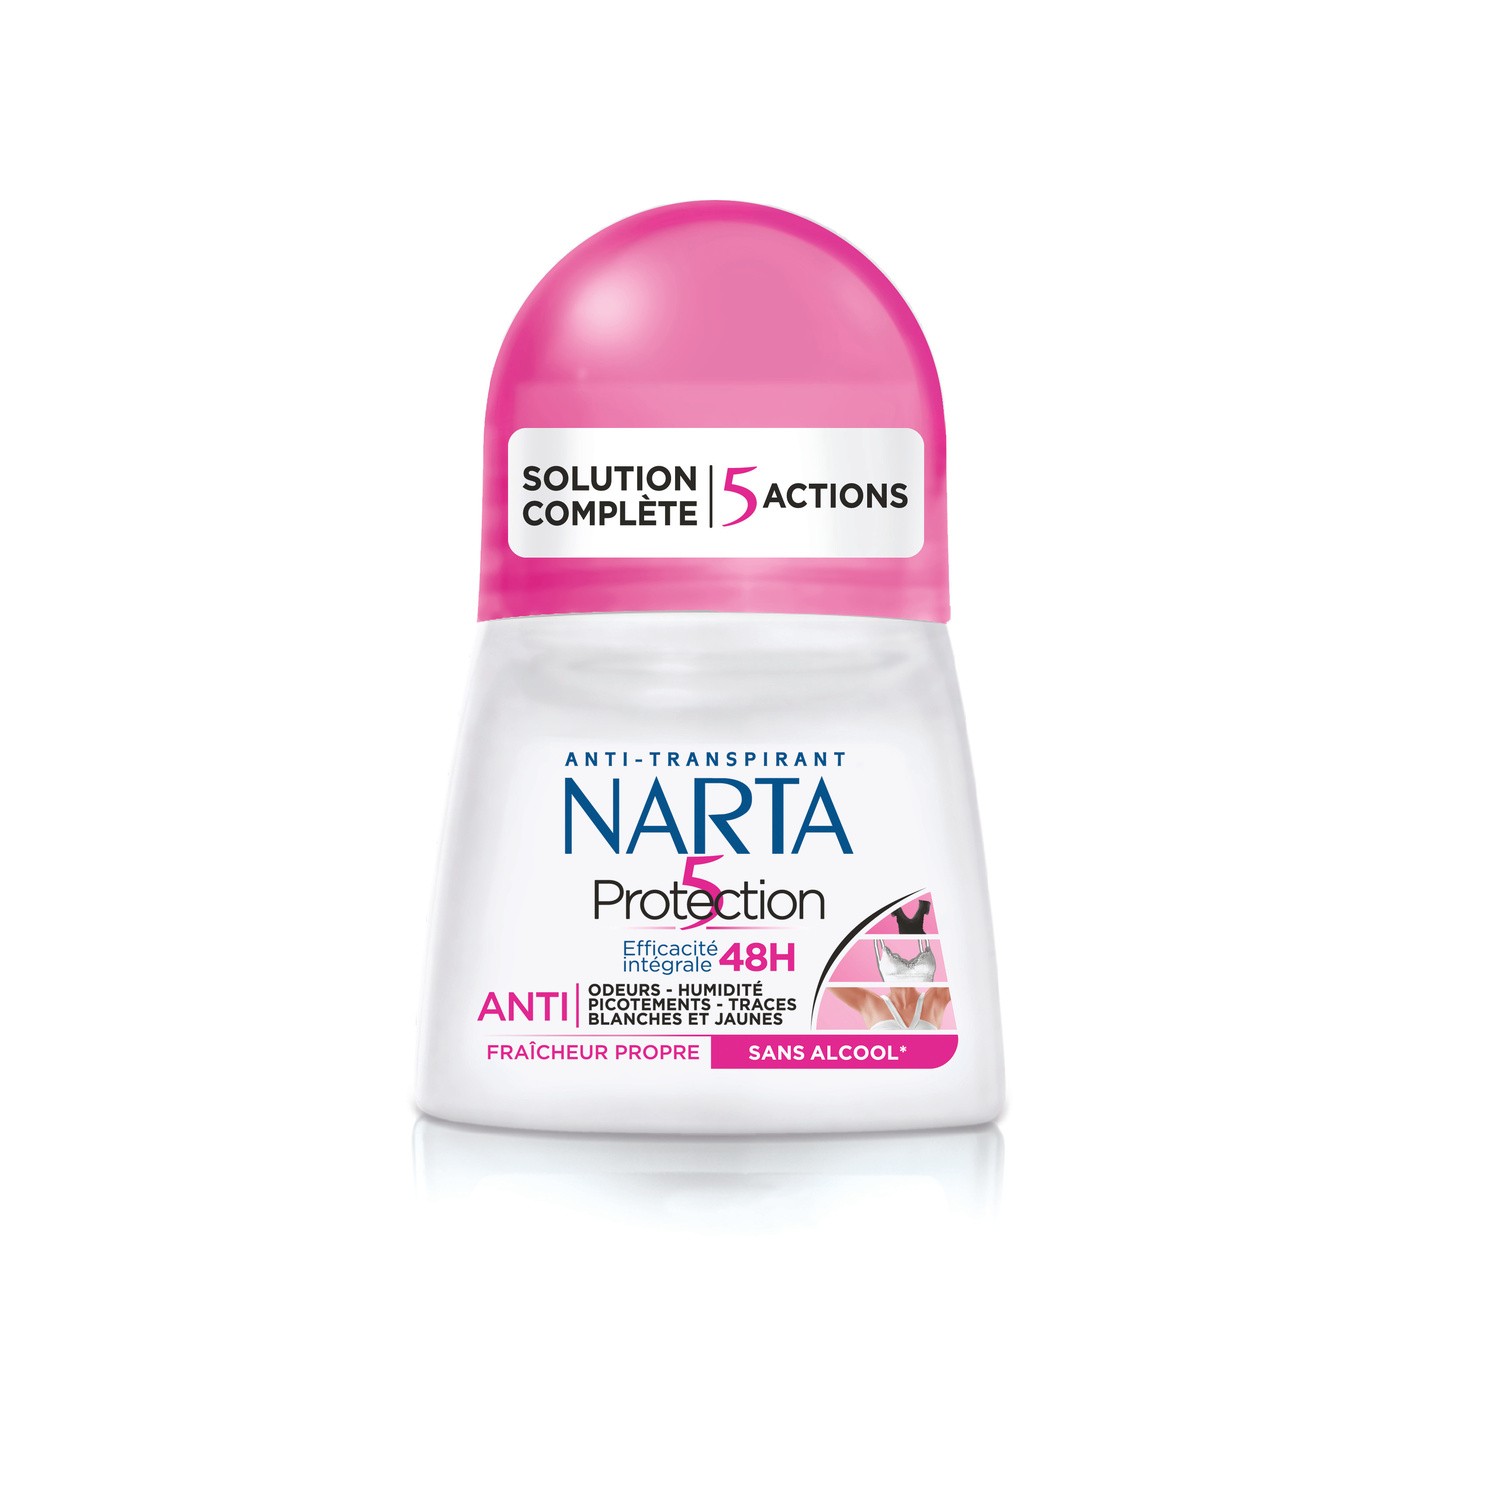 SOLUTION
COMPLÈTE
5 ACTIONS
ANTI-TRANSPIRANT
NARTA
5
Protection
Efficacité
intégrale
48H
ANTI
ODEURS - HUMIDITÉ
PICOTEMENTS - TRACES
BLANCHES ET JAUNES
FRAÎCHEUR PROPRE
SANS ALCOOL*